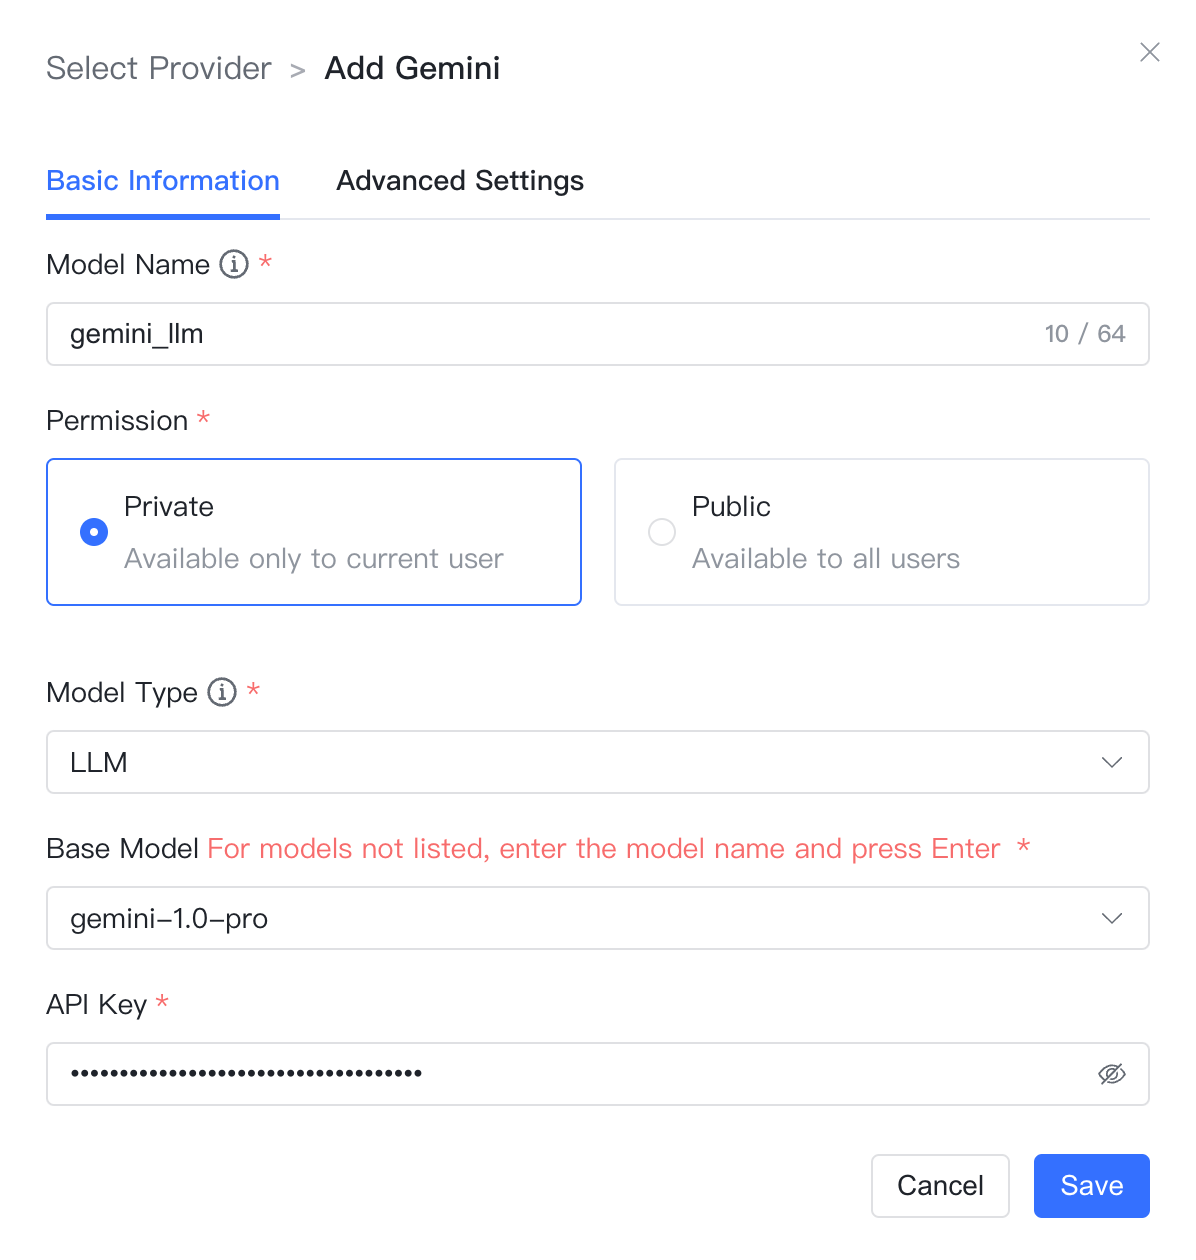 Select Provider > Add Gemini
Basic Information Advanced Settings
Model Name *
gemini_llm 10 / 64
Permission *
Private
Available only to current user
Public
Available to all users
Model Type *
LLM
Base Model For models not listed, enter the model name and press Enter *
gemini-1.0-pro
API Key *
••••••••••••••••••••••••••••••••••••
Cancel Save